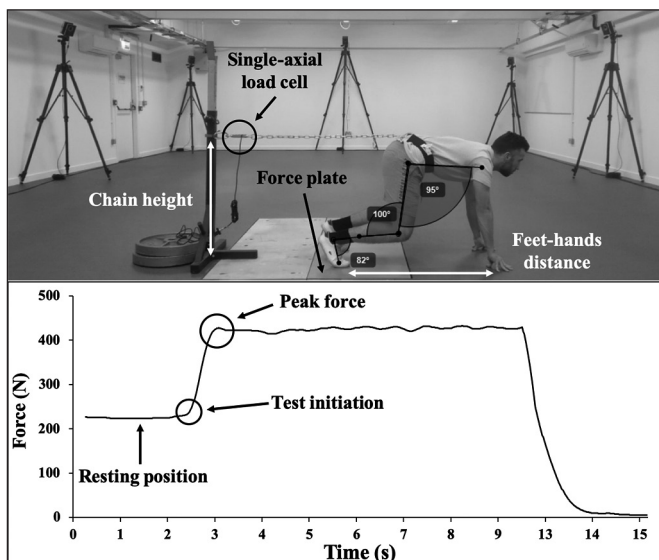 Single-axial
load cell
Force plate
Chain height
95°
100°
82°
Feet-hands
distance
500
400
300
200
100
0
Force (N)
Peak force
Test initiation
Resting position
0 1 2 3 4 5 6 7 8 9 10 13 14 15
Time (s)